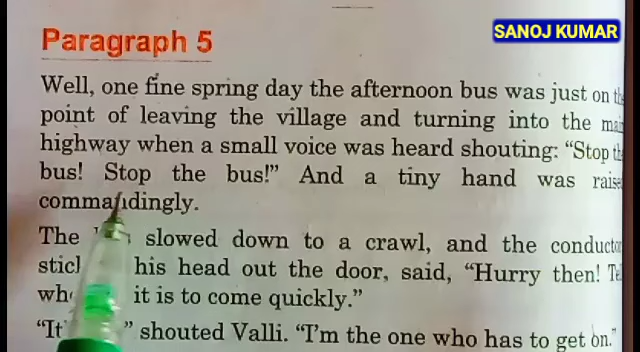 Paragraph 5
SANOJ KUMAR
Well, one fine spring day the afternoon bus was just on
point of leaving the village and turning into the
highway when a small voice was heard shouting: "Stop
bus! Stop the bus!" And a tiny hand was
commandingly.
The slowed down to a crawl, and the
his head out the door, said, "Hurry then!
it is to come quickly."
shouted Valli. "I'm the one who has to get on."